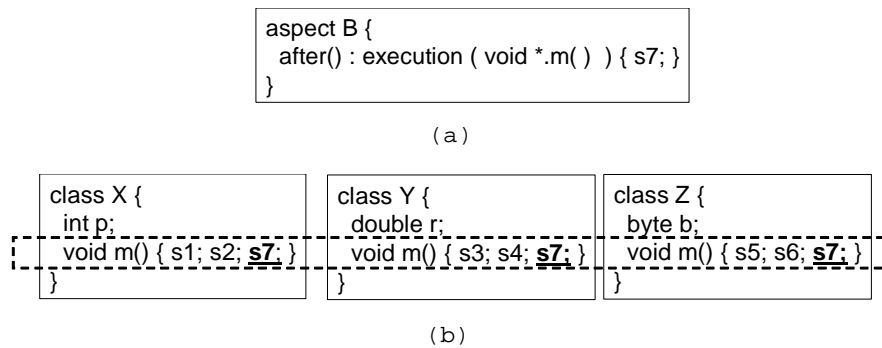 aspect B {
after() : execution ( void *.m( ) ) { s7; }
}
(a)
class X {
int p;
void m() { s1; s2; s7; }
}
class Y {
double r;
void m() { s3; s4; s7; }
}
class Z {
byte b;
void m() { s5; s6; s7; }
}
(b)